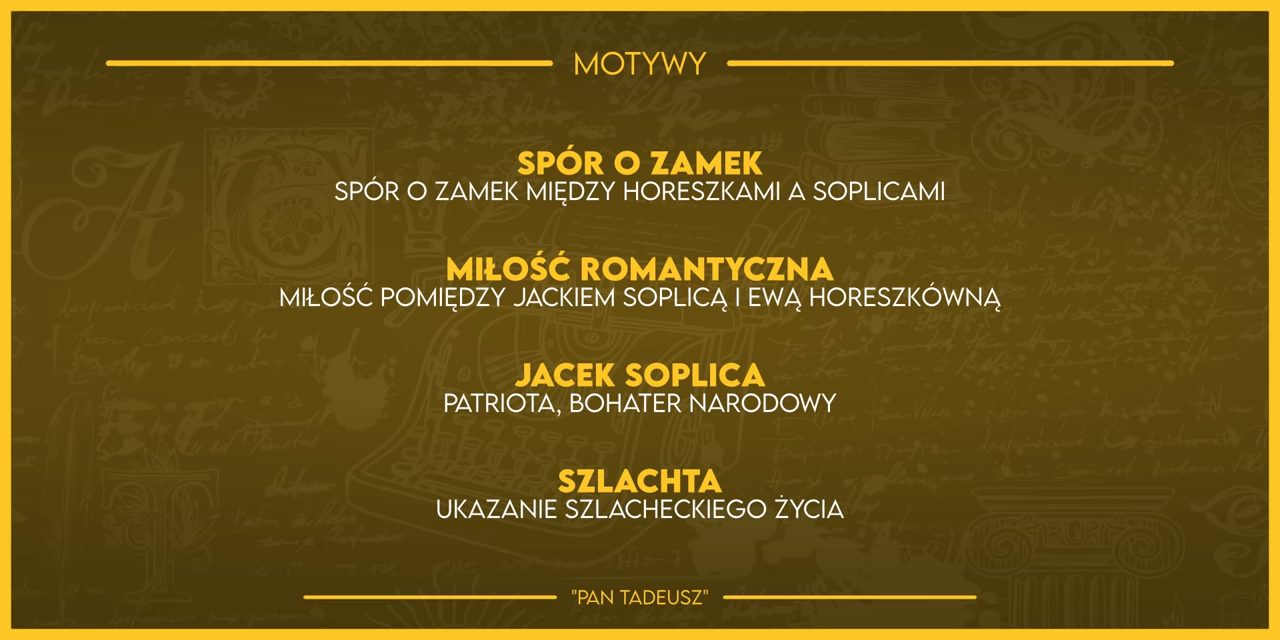 MOTYWY
SPÓR O ZAMEK
SPÓR O ZAMEK MIĘDZY HORESZKAMI A SOPLICAMI
MIŁOŚĆ ROMANTYCZNA
MIŁOŚĆ POMIĘDZY JACKIEM SOPLICĄ I EWĄ HORESZKÓWNĄ
JACEK SOPLICA
PATRIOTA, BOHATER NARODOWY
SZLACHTA
UKAZANIE SZLACHECKIEGO ŻYCIA
"PAN TADEUSZ"